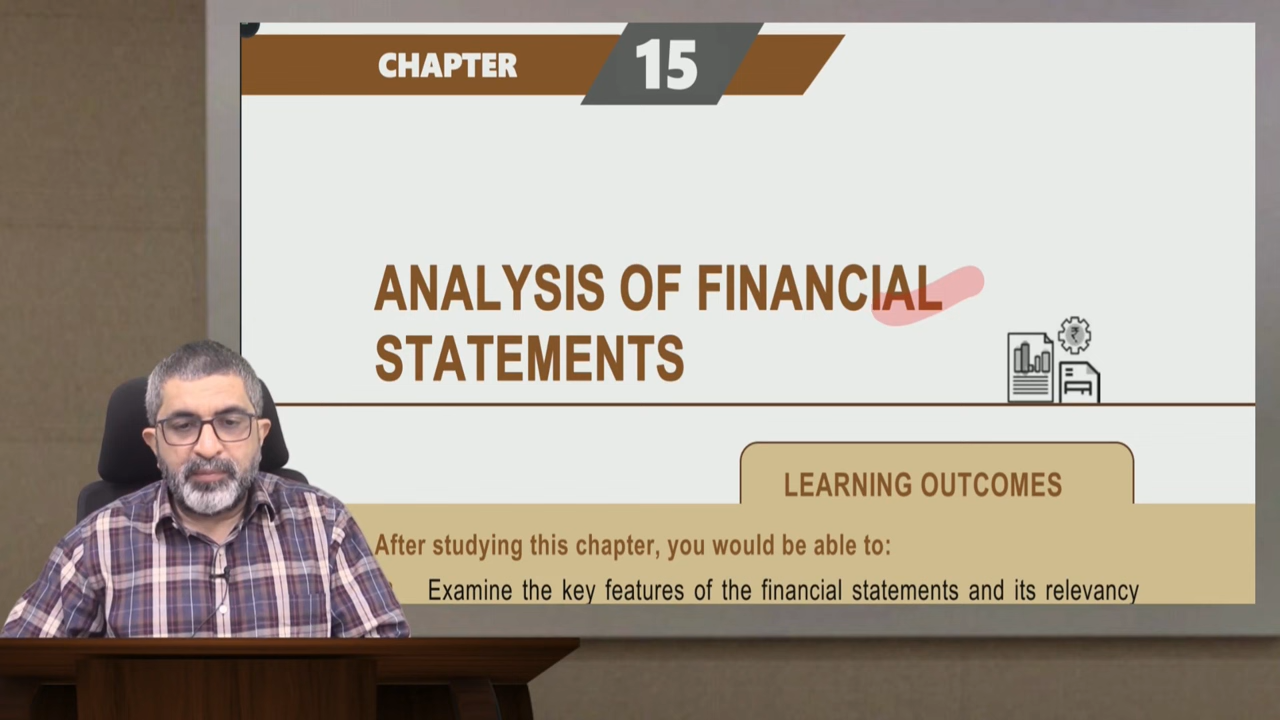 CHAPTER 15
ANALYSIS OF FINANCIAL
STATEMENTS
LEARNING OUTCOMES
After studying this chapter, you would be able to:
Examine the key features of the financial statements and its relevancy